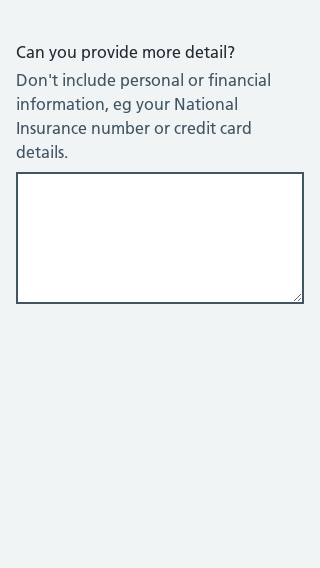 Can you provide more detail?
Don't include personal or financial
information, eg your National
Insurance number or credit card
details.